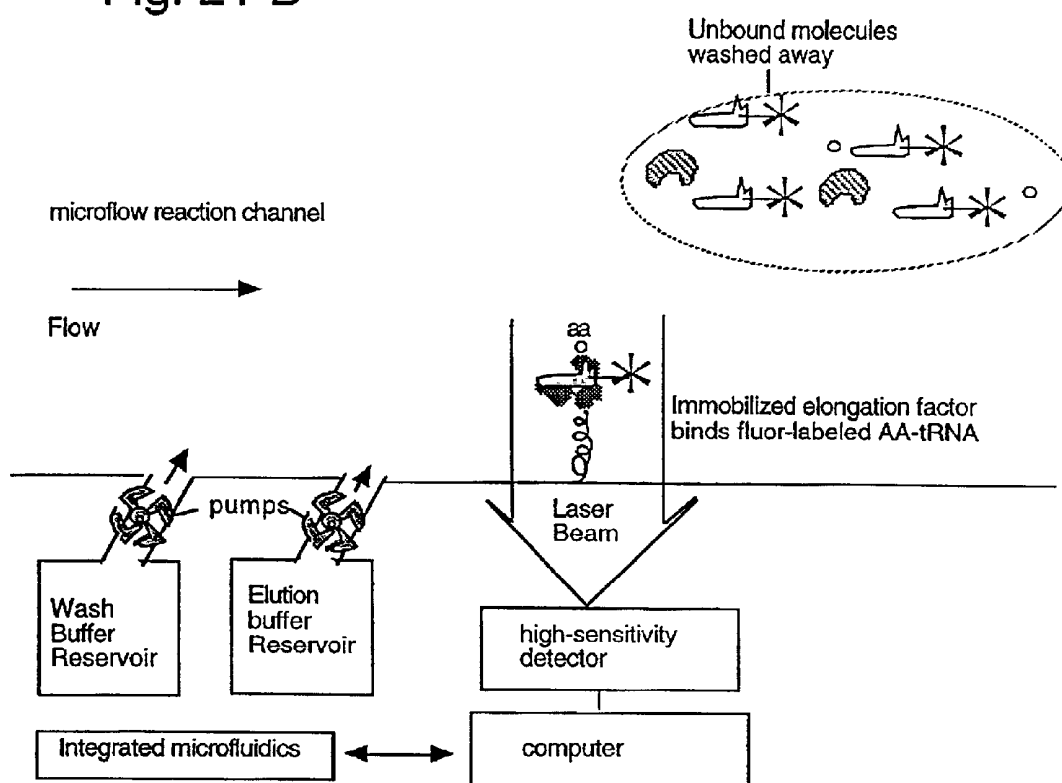 Fig.
Unbound molecules
washed away
microflow reaction channel
Flow
aa
Immobilized elongation factor
binds fluor-labeled AA-tRNA
pumps
Laser
Beam
Wash
Buffer
Reservoir
Elution
buffer
Reservoir
high-sensitivity
detector
Integrated microfluidics
computer